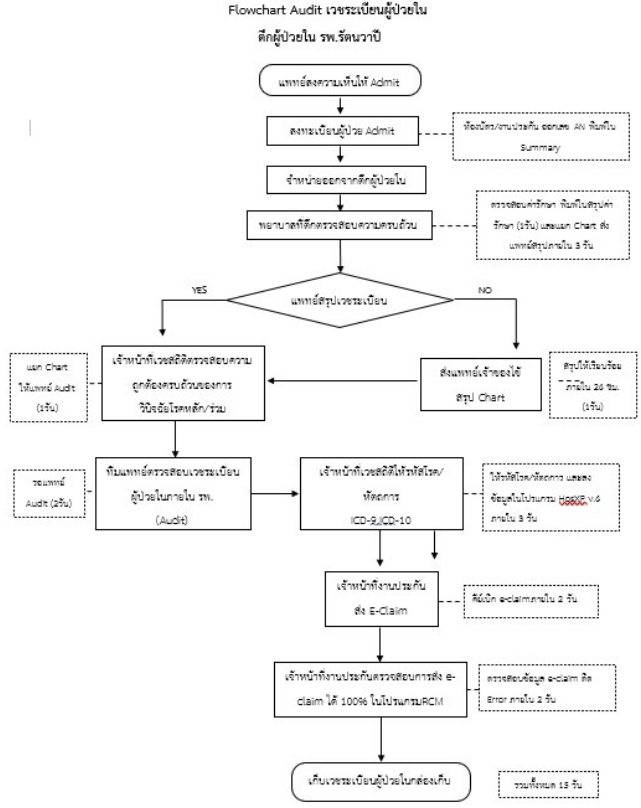 Flowchart Audit เวชระเบียนผู้ป่วยใน
ตึกผู้ป่วยใน รพ.รัตนวาปี
แพทย์ลงความเห็นให้ Admit
ลงทะเบียนผู้ป่วย Admit
ห้องบัตร/งานประกัน ออกเลข AN พิมพ์ใบ
Summary
จำหน่ายออกจากตึกผู้ป่วยใน
พยาบาลที่ตึกตรวจสอบความครบถ้วน
ตรวจสอบค่ารักษา พิมพ์ใบสรุปค่า
รักษา (1วัน) และแยก Chart ส่ง
แพทย์สรุปภายใน 3 วัน
แพทย์สรุปเวชระเบียน
YES
NO
แยก Chart
ให้แพทย์ Audit
(1วัน)
เจ้าหน้าที่เวชสถิติตรวจสอบความ
ถูกต้องครบถ้วนของการ
วินิจฉัยโรคหลัก/ร่วม
ส่งแพทย์เจ้าของไข้
สรุป Chart
สรุปให้เรียบร้อย
ภายใน 26 ชม.
(1วัน)
รอแพทย์
Audit (2วัน)
ทีมแพทย์ตรวจสอบเวชระเบียน
ผู้ป่วยในภายใน รพ.
(Audit)
เจ้าหน้าที่เวชสถิติให้รหัสโรค/
หัตถการ
ICD-9,ICD-10
ให้รหัสโรค/หัตถการ และลง
ข้อมูลในโปรแกรม HosXP v.6
ภายใน 3 วัน
เจ้าหน้าที่งานประกัน
ส่ง E-Claim
คีย์เบิก e-claimภายใน 2 วัน
เจ้าหน้าที่งานประกันตรวจสอบการส่ง e-
claim ได้ 100% ในโปรแกรมRCM
ตรวจสอบข้อมูล e-claim ติด
Error ภายใน 2 วัน
เก็บเวชระเบียนผู้ป่วยในกล่องเก็บ
รวมทั้งหมด 15 วัน